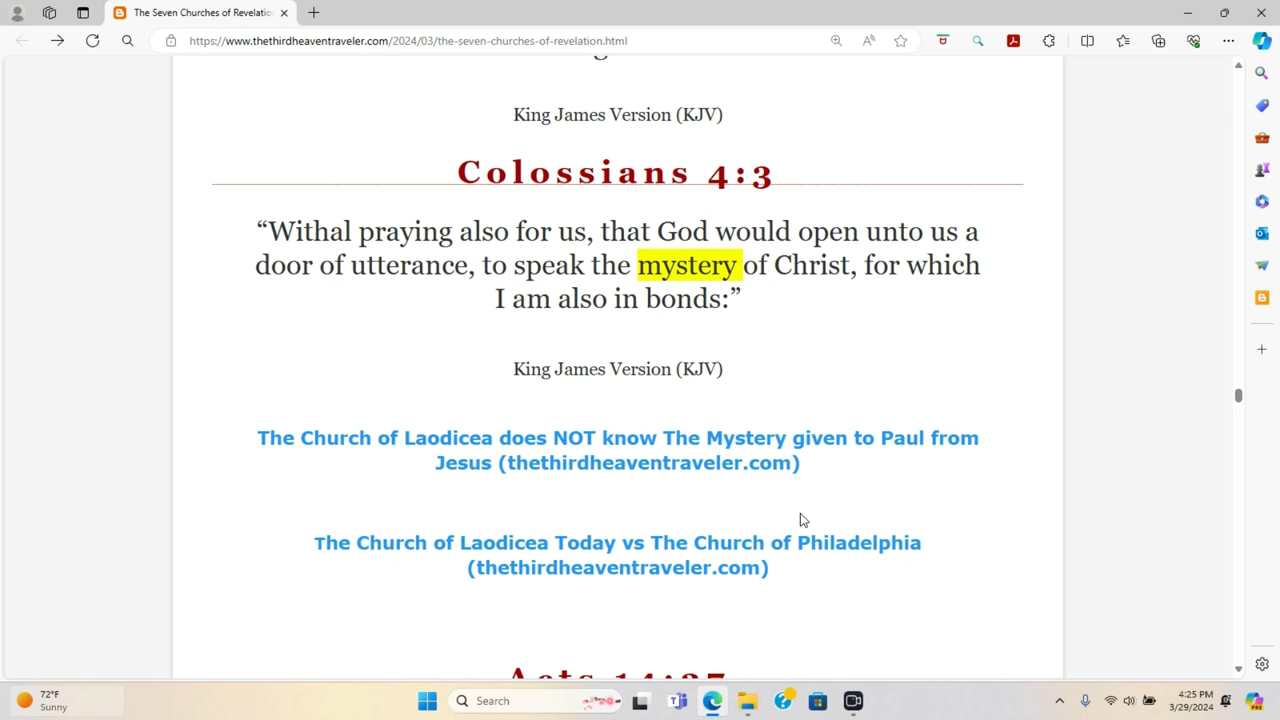 The Seven Churches of Revelatio
https://www.thethirdheaventraveler.com/2024/03/the-seven-churches-of-revelation.html
King James Version (KJV)
Colossians 4:3
“Withal praying also for us, that God would open unto us a
door of utterance, to speak the mystery of Christ, for which
I am also in bonds:”
King James Version (KJV)
The Church of Laodicea does NOT know The Mystery given to Paul from
Jesus (thethirdheaventraveler.com)
The Church of Laodicea Today vs The Church of Philadelphia
(thethirdheaventraveler.com)
Acts 14:27
72°F
Sunny
Search
4:25 PM
3/29/2024